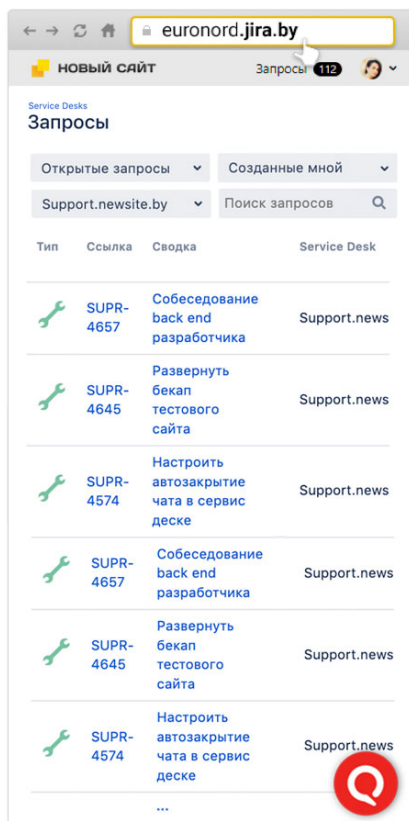 euronord.jira.by
НОВЫЙ САЙТ Запросы 112
Service Desks
Запросы
Открытые запросы Созданные мной
Support.newsite.by Поиск запросов
Тип Ссылка Сводка Service Desk
SUPR-
4657
Собеседование
back end
разработчика
Support.news
SUPR-
4645
Развернуть
бекап
тестового
сайта
Support.news
SUPR-
4574
Настроить
автозакрытие
чата в сервис
деске
Support.news
SUPR-
4657
Собеседование
back end
разработчика
Support.news
SUPR-
4645
Развернуть
бекап
тестового
сайта
Support.news
SUPR-
4574
Настроить
автозакрытие
чата в сервис
деске
Support.news
...